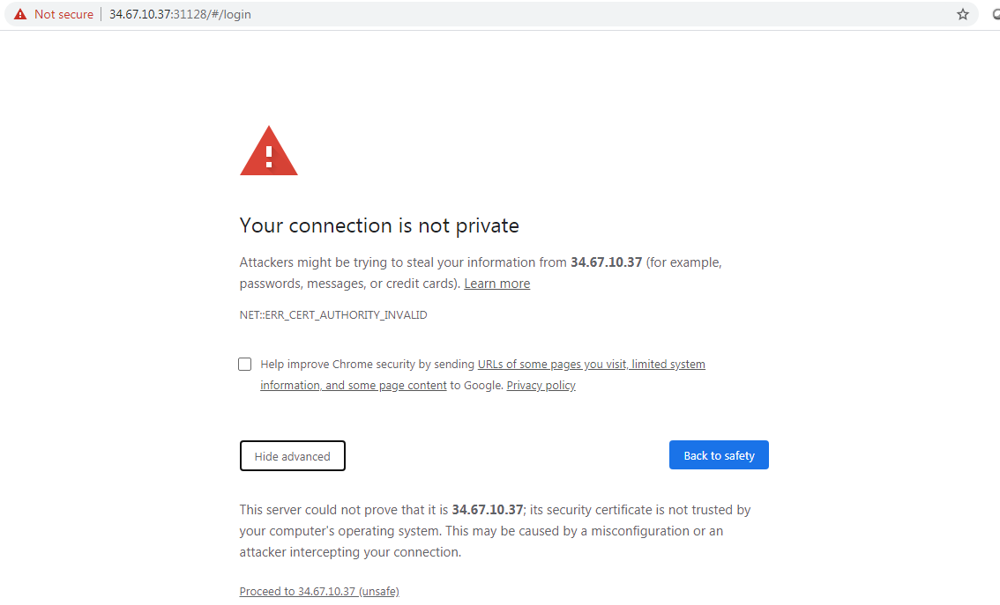 Not secure | 34.67.10.37:31128/#/login
Your connection is not private
Attackers might be trying to steal your information from 34.67.10.37 (for example,
passwords, messages, or credit cards). Learn more
NET::ERR_CERT_AUTHORITY_INVALID
Help improve Chrome security by sending URLs of some pages you visit, limited system
information, and some page content to Google. Privacy policy
Hide advanced
Back to safety
This server could not prove that it is 34.67.10.37; its security certificate is not trusted by
your computer's operating system. This may be caused by a misconfiguration or an
attacker intercepting your connection.
Proceed to 34.67.10.37 (unsafe)